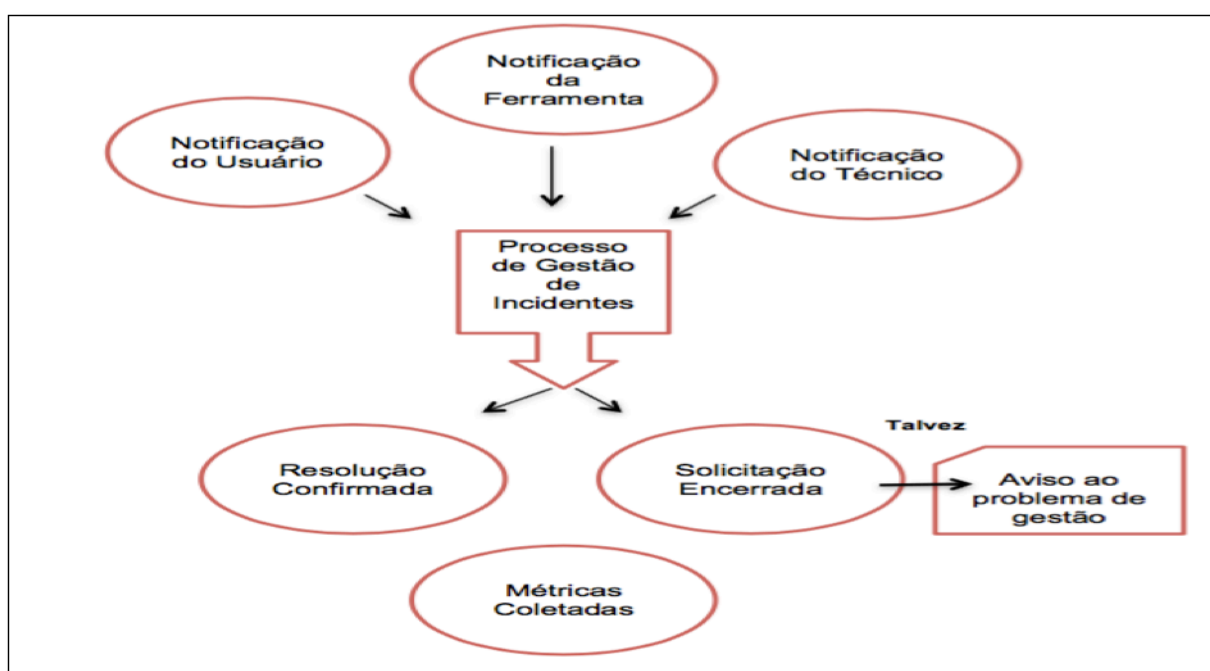 Notificação
da
Ferramenta
Notificação
do Usuário
Notificação
do Técnico
Processo
de Gestão
de
Incidentes
Talvez
Resolução
Confirmada
Solicitação
Encerrada
Aviso ao
problema de
gestão
Métricas
Coletadas